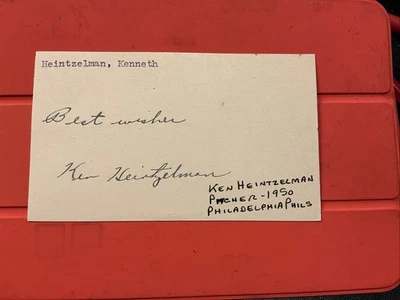 Heintzelman, Kenneth
Best wishes
Ken Heintzelman
KEN HEINTZELMAN
PITCHER - 1950
PHILADELPHIA PHILS